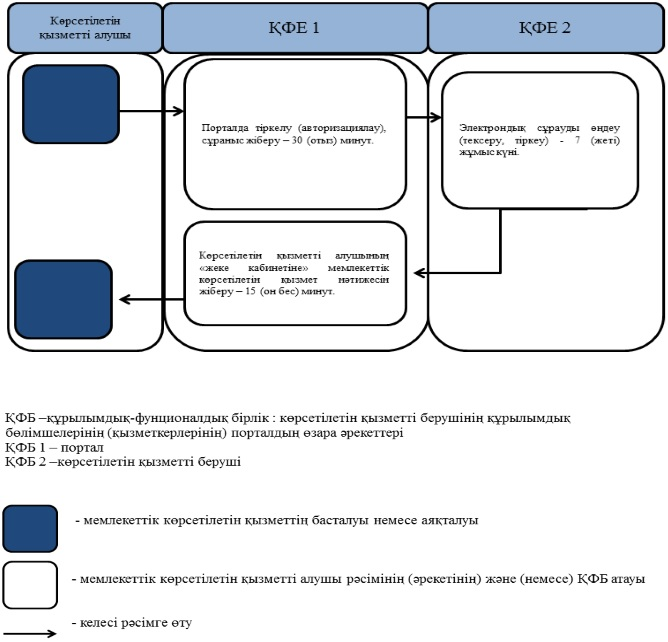 Көрсетілетін
қызметті алушы
ҚФЕ 1
ҚФЕ 2
Порталда тіркелу (авторизациялау),
сұраныс жіберу – 30 (отыз) минут.
Электрондық сұрауды өңдеу
(тексеру, тіркеу) - 7 (жеті)
жұмыс күні.
Көрсетілетін қызметті алушының
«жеке кабинетіне» мемлекеттік
көрсетілетін қызмет нәтижесін
жіберу – 15 (он бес) минут.
ҚФБ –құрылымдық-фунционалдық бірлік : көрсетілетін қызметті берушінің құрылымдық
бөлімшелерінің (қызметкерлерінің) порталдың өзара әрекеттері
ҚФБ 1 – портал
ҚФБ 2 –көрсетілетін қызметті беруші
- мемлекеттік көрсетілетін қызметтің басталуы немесе аяқталуы
- мемлекеттік көрсетілетін қызметті алушы рәсімінің (әрекетінің) және (немесе) ҚФБ атауы
- келесі рәсімге өту